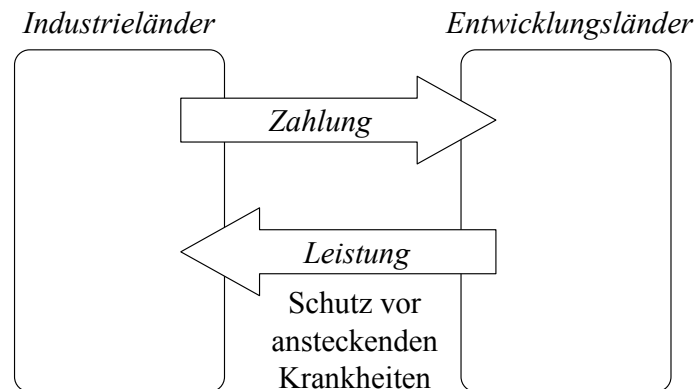 Industrieländer
Entwicklungsländer
Zahlung
Leistung
Schutz vor
ansteckenden
Krankheiten